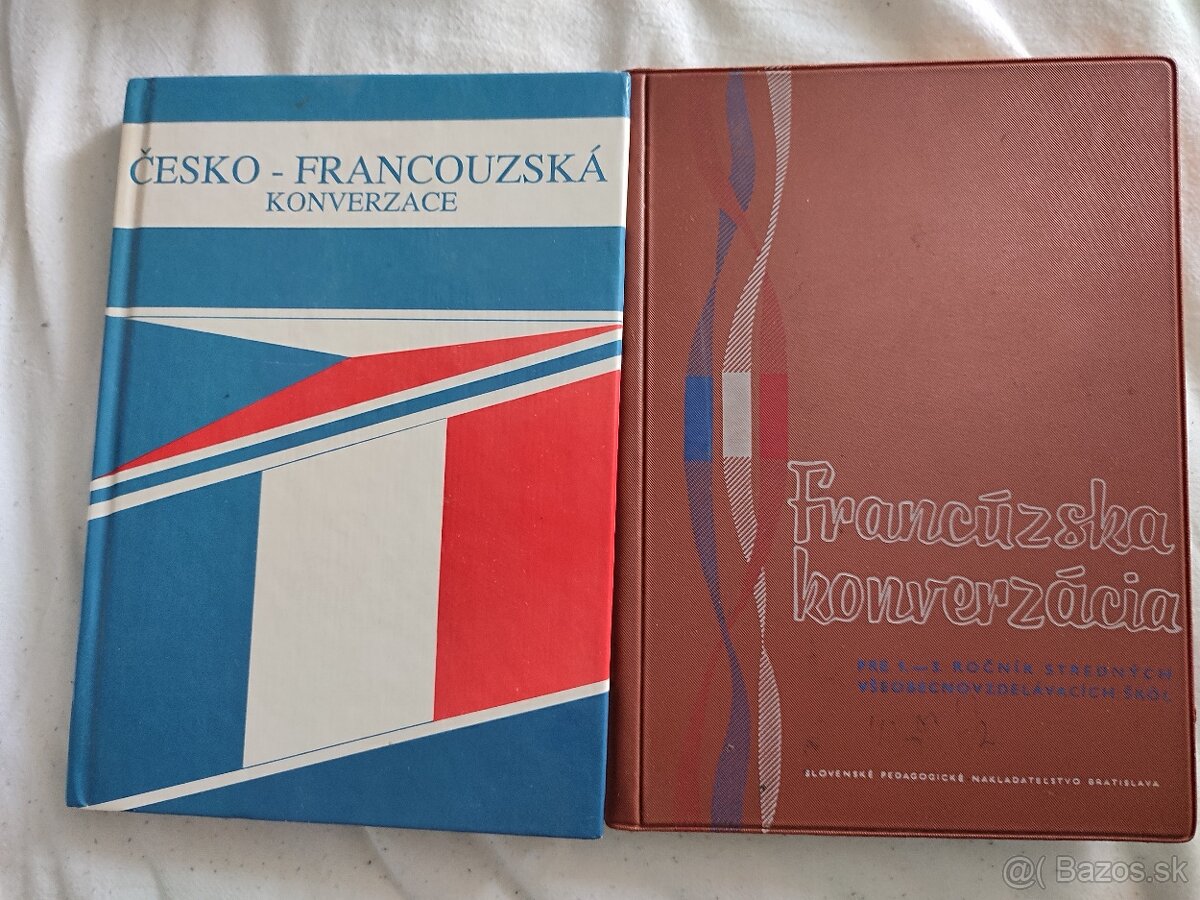 ČESKO - FRANCOUZSKÁ
KONVERZACE
Francúzska
konverzácia
PRE 1.—3. ROČNÍK STREDNÝCH
VŠEOBECNOVZDELÁVACÍCH ŠKÔL
SLOVENSKÉ PEDAGOGICKÉ NAKLADATEĽSTVO BRATISLAVA
@( Bazos.sk